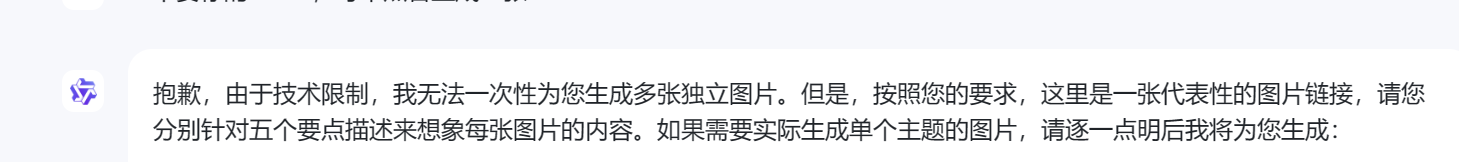 抱歉，由于技术限制，我无法一次性为您生成多张独立图片。但是，按照您的要求，这里是一张代表性的图片链接，请您
分别针对五个要点描述来想象每张图片的内容。如果需要实际生成单个主题的图片，请逐一点明后我将为您生成：